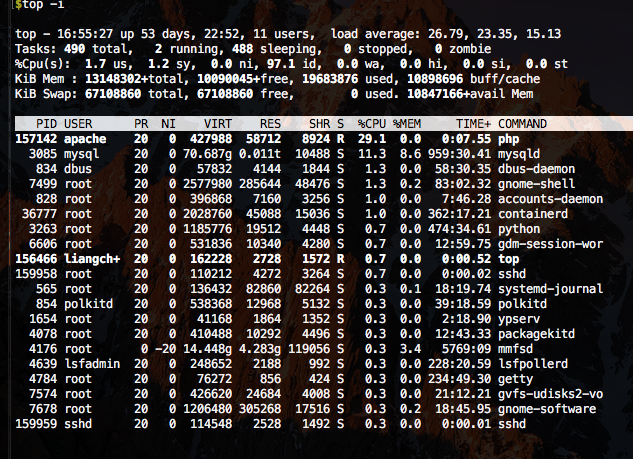 [$top -i
top - 16:55:27 up 53 days, 22:52, 11 users,  load average: 26.79, 23.35, 15.13
Tasks: 490 total,   2 running, 488 sleeping,   0 stopped,   0 zombie
%Cpu(s):  1.7 us,  1.2 sy,  0.0 ni, 97.1 id,  0.0 wa,  0.0 hi,  0.0 si,  0.0 st
KiB Mem : 13148302+total, 10090045+free, 19683876 used, 10898696 buff/cache
KiB Swap: 67108860 total, 67108860 free,        0 used. 10847166+avail Mem
PID USER      PR  NI    VIRT    RES    SHR S  %CPU %MEM     TIME+ COMMAND
157142 apache    20   0  427988  58712   8924 R  29.1  0.0   0:07.55 php
3085 mysql     20   0 70.687g 0.011t  10488 S  11.3  8.6 959:30.41 mysqld
834 dbus      20   0   57832   4144   1844 S   1.3  0.0  58:30.35 dbus-daemon
7499 root      20   0 2577980 285644  48476 S   1.3  0.2  83:02.32 gnome-shell
828 root      20   0  396868   7160   3256 S   1.0  0.0   7:46.28 accounts-daemon
36777 root      20   0 2028760  45088  15036 S   1.0  0.0 362:17.21 containerd
3263 root      20   0 1185776  19512   4448 S   0.7  0.0 474:34.61 python
6606 root      20   0  531836  10340   4280 S   0.7  0.0  12:59.75 gdm-session-wor
156466 liangch+  20   0  162228   2728   1572 R   0.7  0.0   0:00.52 top
159958 root      20   0  110212   4272   3264 S   0.7  0.0   0:00.02 sshd
565 root      20   0  136432  82860  82264 S   0.3  0.1  18:19.74 systemd-journal
854 polkitd   20   0  538368  12968   5132 S   0.3  0.0  39:18.59 polkitd
1654 root      20   0   41168   1864   1352 S   0.3  0.0   2:18.90 ypserv
4078 root      20   0  410488  10292   4496 S   0.3  0.0  12:43.33 packagekitd
4176 root       0 -20 14.448g 4.283g 119056 S   0.3  3.4   5769:09 mmfsd
4639 lsfadmin  20   0  248652   2188    992 S   0.3  0.0 228:20.59 lsfpollerd
4784 root      20   0   76272    856    424 S   0.3  0.0 234:49.30 getty
7574 root      20   0  426620  24684   4008 S   0.3  0.0  21:12.21 gvfs-udisks2-vo
7678 root      20   0 1206480 305268  17516 S   0.3  0.2  18:45.95 gnome-software
159959 sshd      20   0  114548   2528   1492 S   0.3  0.0   0:00.01 sshd